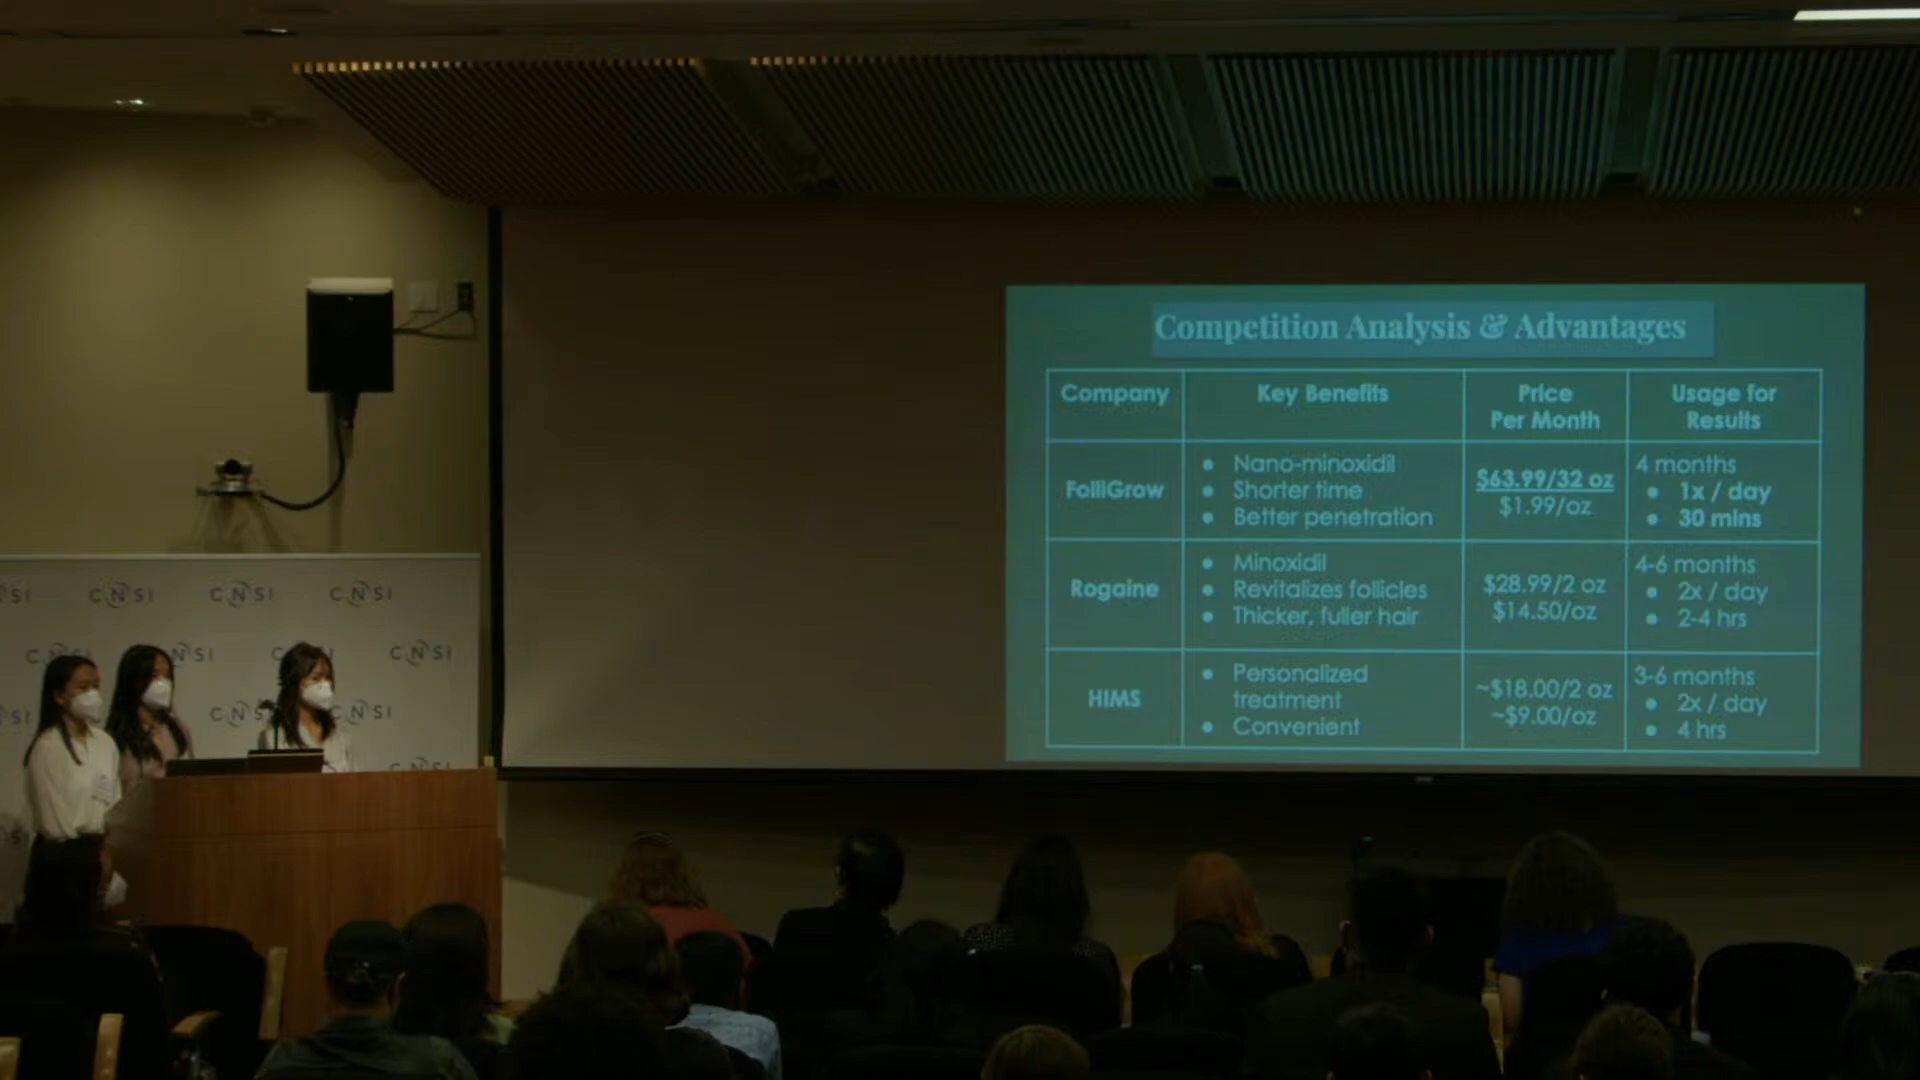 Competition Analysis & Advantages
Company
Key Benefits
Price
Per Month
Usage for
Results
FolliGrow
Nano-minoxidil
Shorter time
Better penetration
$63.99/32 oz
$1.99/oz
4 months
1x / day
30 mins
Rogaine
Minoxidil
Revitalizes follicles
Thicker, fuller hair
$28.99/2 oz
$14.50/oz
4-6 months
2x / day
2-4 hrs
HIMS
Personalized
treatment
Convenient
~$18.00/2 oz
~$9.00/oz
3-6 months
2x / day
4 hrs
CNSI CNSI CNSI
CNSI